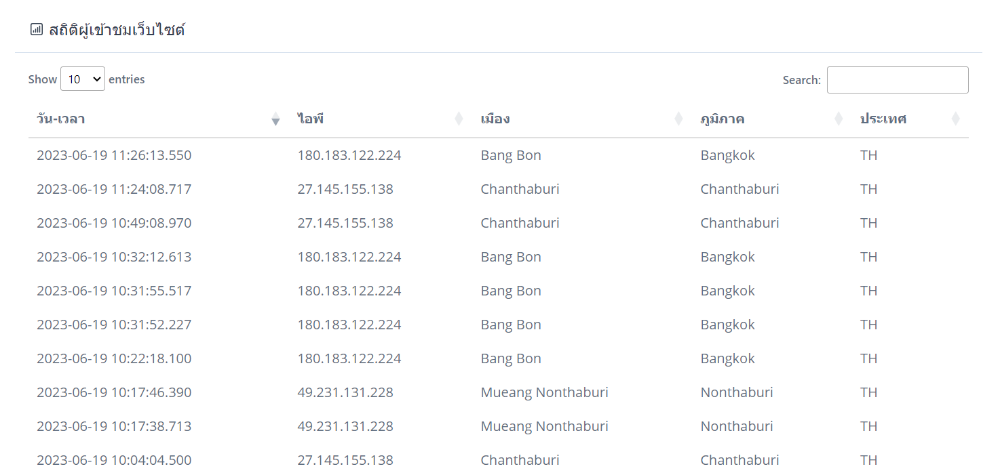 สถิติผู้เข้าชมเว็บไซต์
Show 10 entries Search:
วัน-เวลา ไอพี เมือง ภูมิภาค ประเทศ
2023-06-19 11:26:13.550 180.183.122.224 Bang Bon Bangkok TH
2023-06-19 11:24:08.717 27.145.155.138 Chanthaburi Chanthaburi TH
2023-06-19 10:49:08.970 27.145.155.138 Chanthaburi Chanthaburi TH
2023-06-19 10:32:12.613 180.183.122.224 Bang Bon Bangkok TH
2023-06-19 10:31:55.517 180.183.122.224 Bang Bon Bangkok TH
2023-06-19 10:31:52.227 180.183.122.224 Bang Bon Bangkok TH
2023-06-19 10:22:18.100 180.183.122.224 Bang Bon Bangkok TH
2023-06-19 10:17:46.390 49.231.131.228 Mueang Nonthaburi Nonthaburi TH
2023-06-19 10:17:38.713 49.231.131.228 Mueang Nonthaburi Nonthaburi TH
2023-06-19 10:04:04.500 27.145.155.138 Chanthaburi Chanthaburi TH